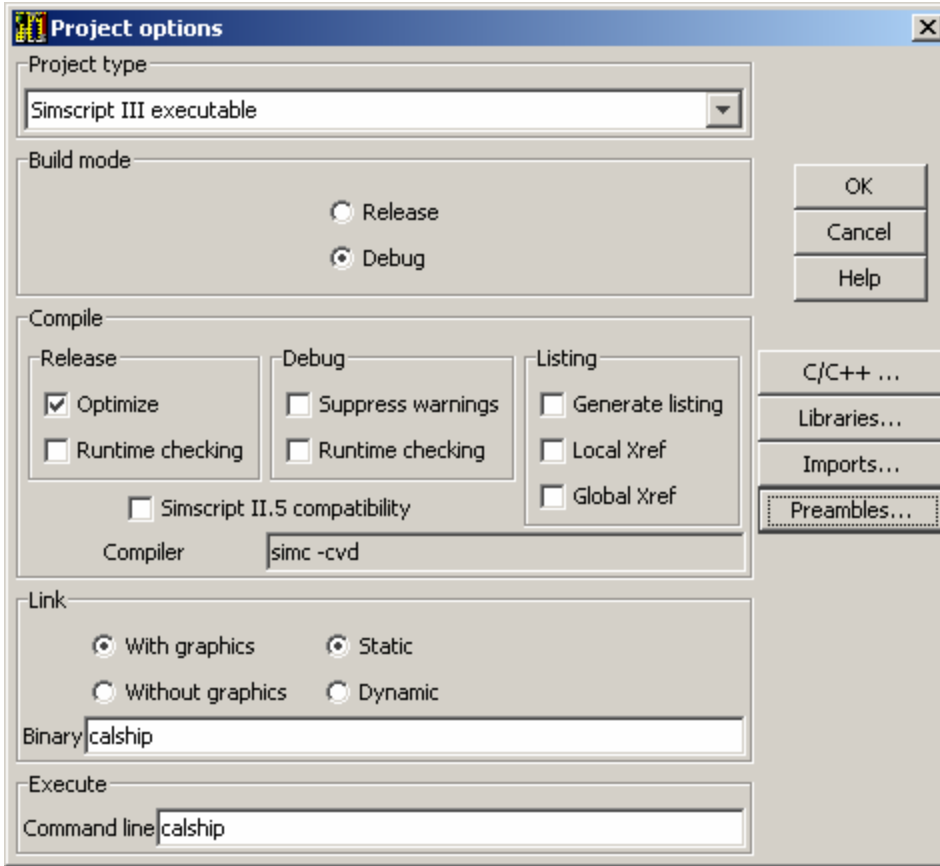 Project options
Project type
Simscript III executable
Build mode
Release
Debug
OK
Cancel
Help
Compile
Release
Optimize
Runtime checking
Debug
Suppress warnings
Runtime checking
Listing
Generate listing
Local Xref
Global Xref
Simscript II.5 compatibility
Compiler simc -cvd
C/C++ ...
Libraries...
Imports...
Preambles...
Link
With graphics
Static
Without graphics
Dynamic
Binary calship
Execute
Command line calship